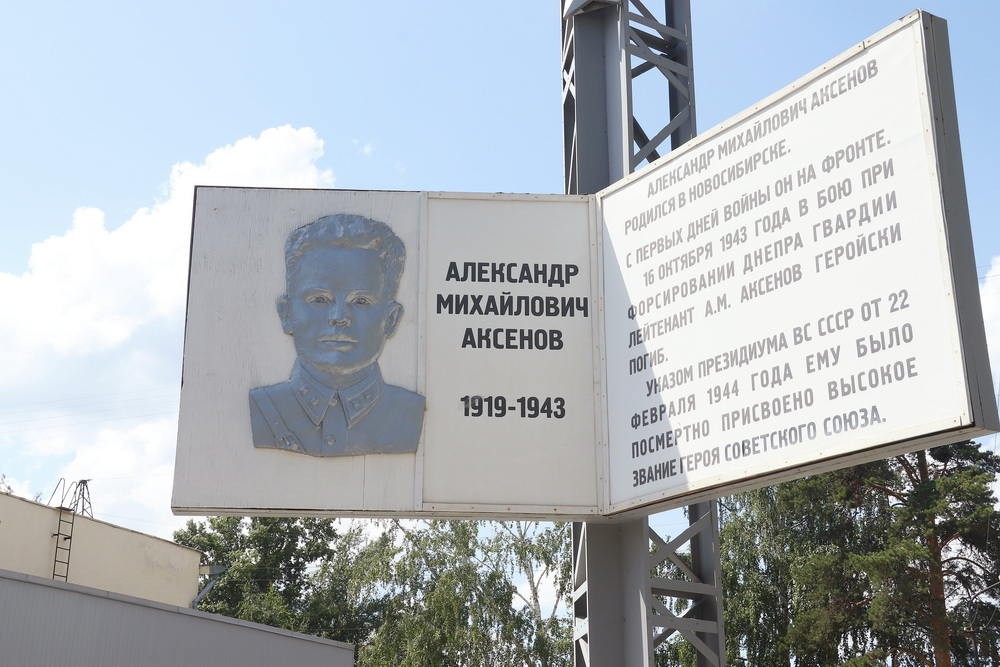 АЛЕКСАНДР
МИХАЙЛОВИЧ
АКСЕНОВ
1919-1943
АЛЕКСАНДР МИХАЙЛОВИЧ АКСЕНОВ
РОДИЛСЯ В НОВОСИБИРСКЕ.
С ПЕРВЫХ ДНЕЙ ВОЙНЫ ОН НА ФРОНТЕ.
16 ОКТЯБРЯ 1943 ГОДА В БОЮ ПРИ
ФОРСИРОВАНИИ ДНЕПРА ГВАРДИИ
ЛЕЙТЕНАНТ А.М. АКСЕНОВ ГЕРОЙСКИ
ПОГИБ.
УКАЗОМ ПРЕЗИДИУМА ВС СССР ОТ 22
ФЕВРАЛЯ 1944 ГОДА ЕМУ БЫЛО
ПОСМЕРТНО ПРИСВОЕНО ВЫСОКОЕ
ЗВАНИЕ ГЕРОЯ СОВЕТСКОГО СОЮЗА.